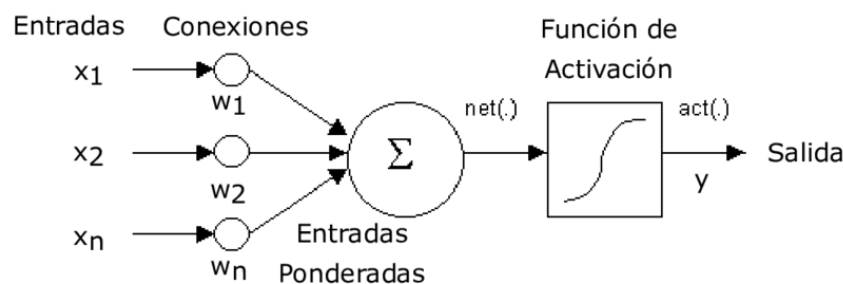 Entradas
Conexiones
Función de
Activación
x1
w1
x2
w2
xn
wn
Σ
Entradas
Ponderadas
net(.)
act(.)
y
Salida